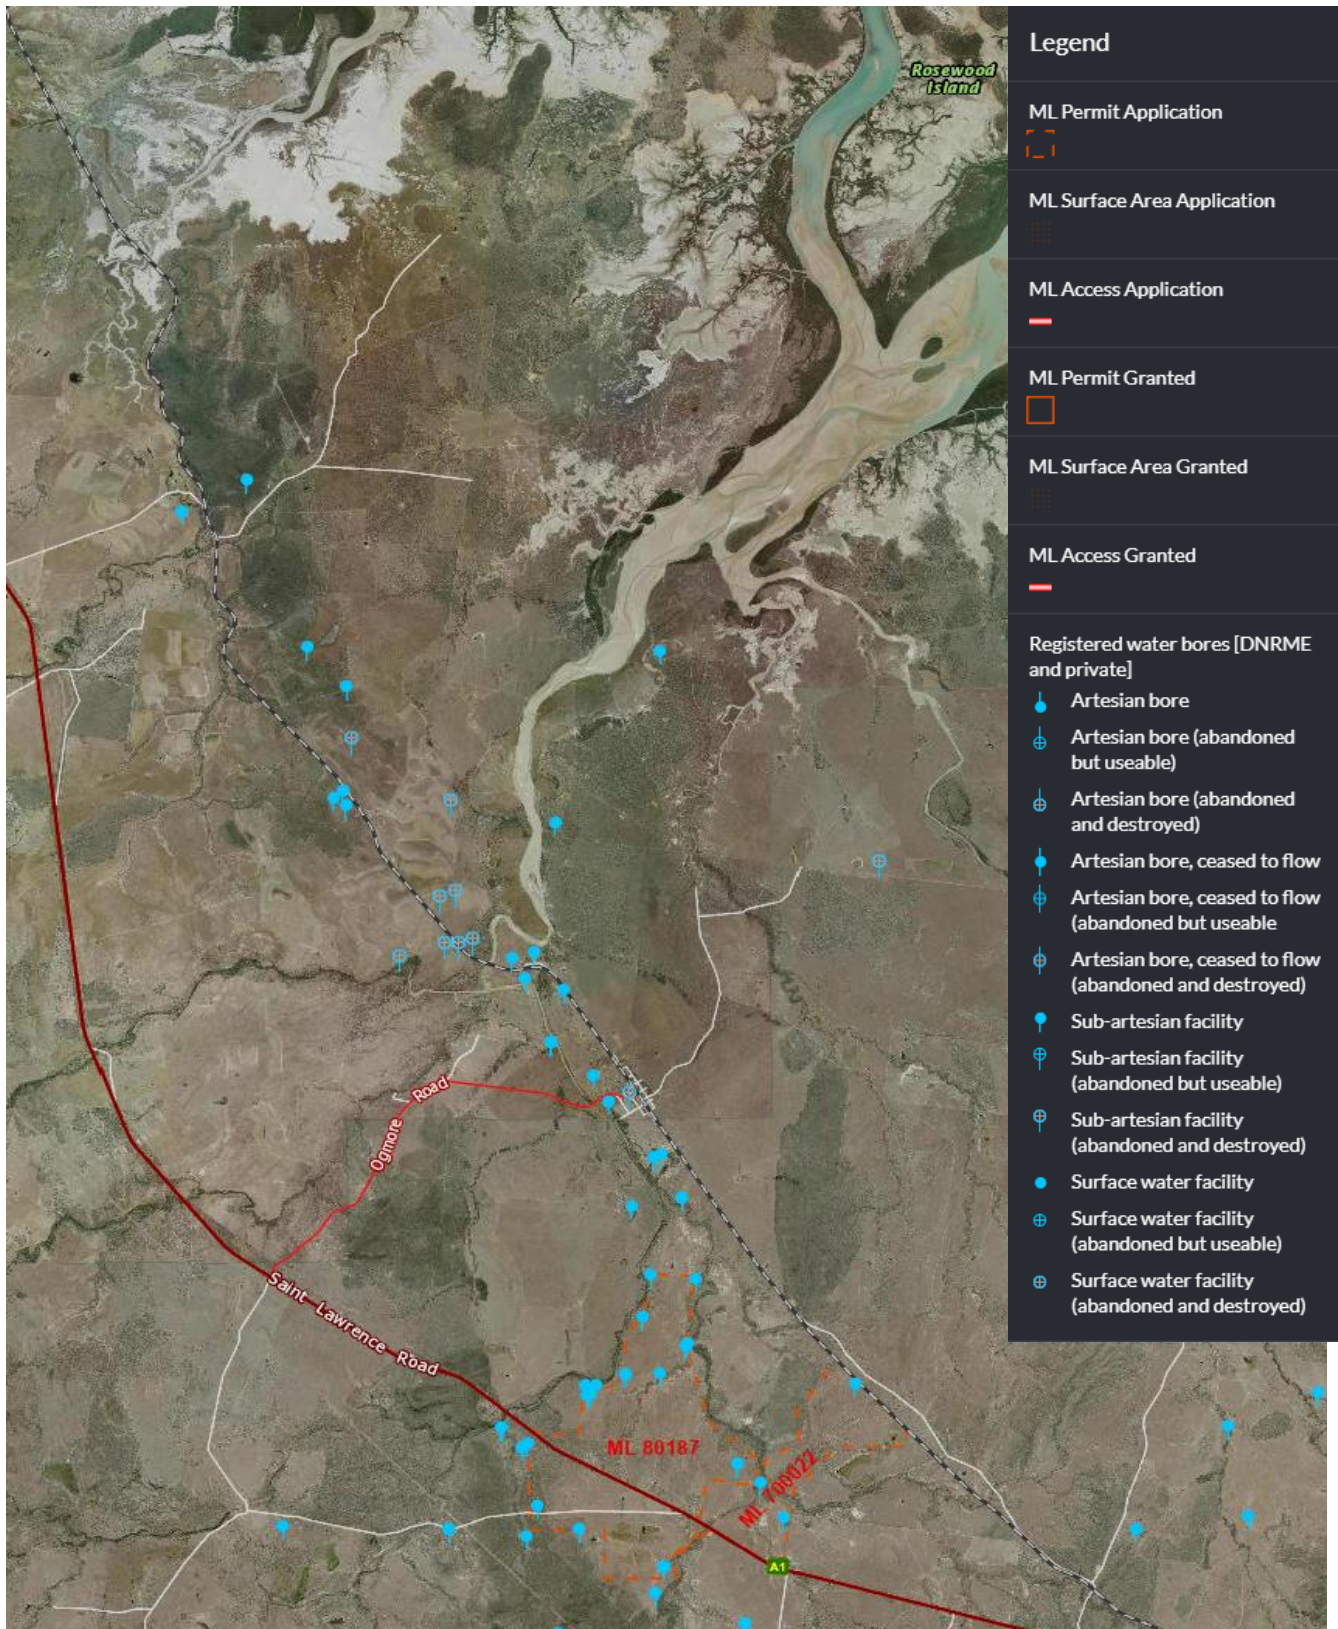 Rosewood
Island
Ogmore Road
Saint Lawrence Road
ML 80187
ML 700022
A1
Legend
ML Permit Application
ML Surface Area Application
ML Access Application
ML Permit Granted
ML Surface Area Granted
ML Access Granted
Registered water bores [DNRME
and private]
Artesian bore
Artesian bore (abandoned
but useable)
Artesian bore (abandoned
and destroyed)
Artesian bore, ceased to flow
Artesian bore, ceased to flow
(abandoned but useable
Artesian bore, ceased to flow
(abandoned and destroyed)
Sub-artesian facility
Sub-artesian facility
(abandoned but useable)
Sub-artesian facility
(abandoned and destroyed)
Surface water facility
Surface water facility
(abandoned but useable)
Surface water facility
(abandoned and destroyed)